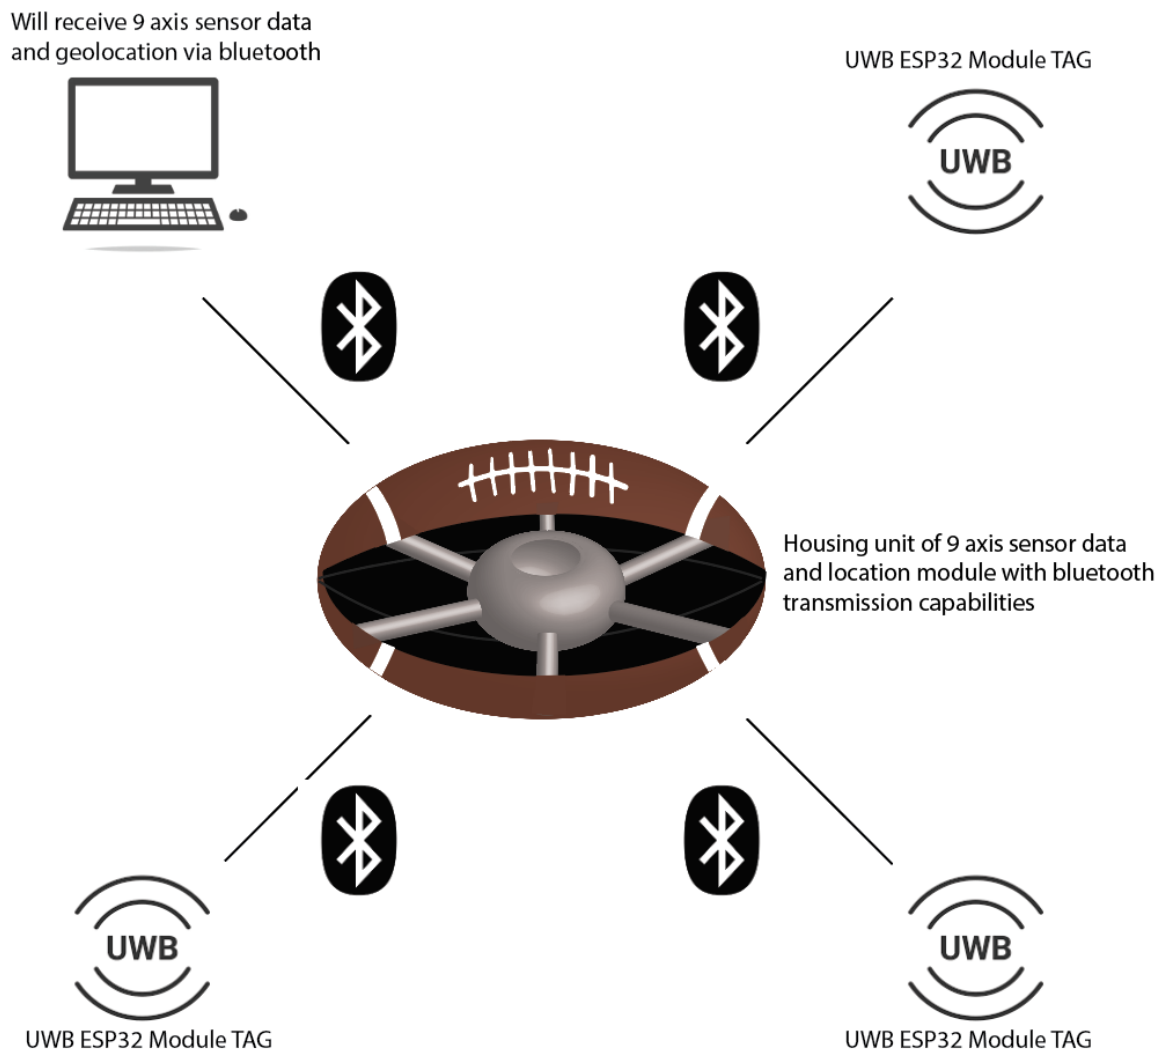 Will receive 9 axis sensor data
and geolocation via bluetooth
UWB ESP32 Module TAG
UWB
Housing unit of 9 axis sensor data
and location module with bluetooth
transmission capabilities
UWB
UWB ESP32 Module TAG
UWB
UWB ESP32 Module TAG